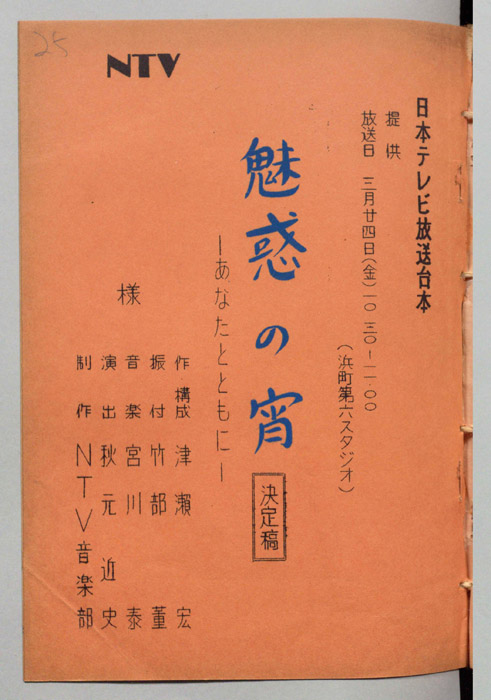 25
NTV
日本テレビ放送台本
提供
放送日 三月廿四日(金)一〇.三〇-一一.〇〇
(浜町第六スタジオ)
魅惑の宵
決定稿
—あなたとともに—
様
作・構成 津瀬 宏
振付 竹部 董
音楽 宮川 泰
演出 秋元 近史
制作 NTV音楽部